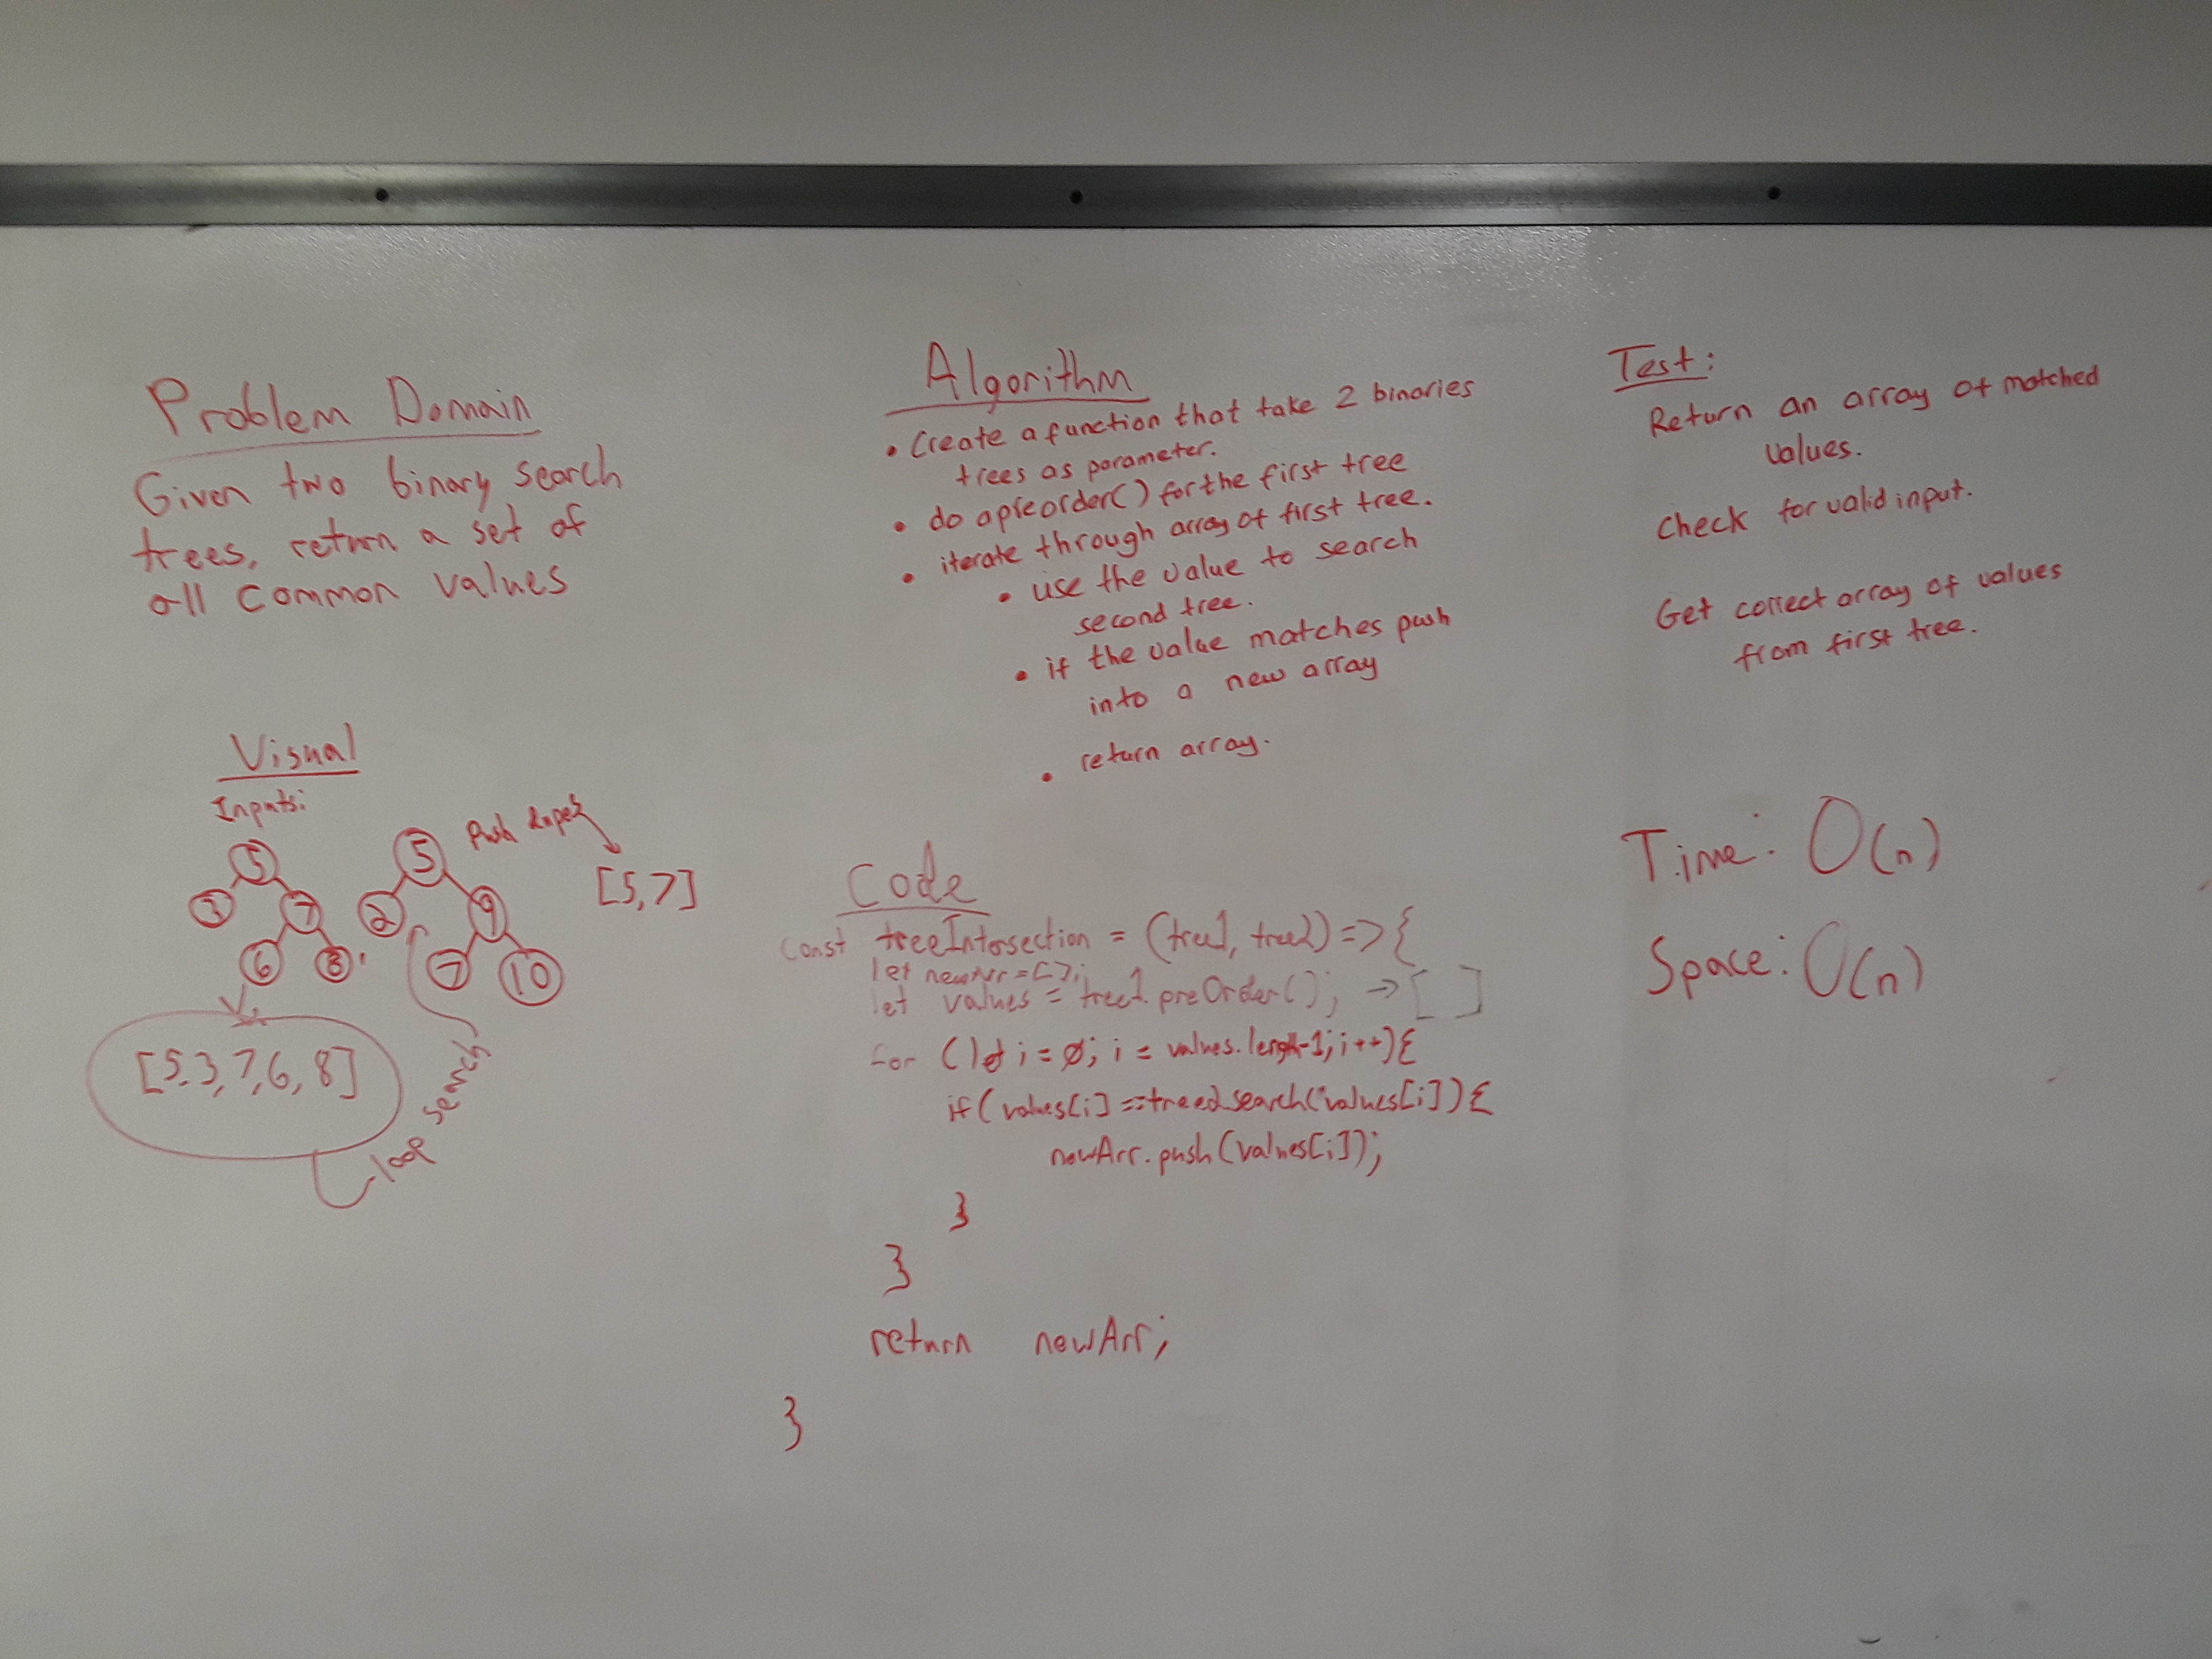 Problem Domain
Given two binary search
trees, return a set of
all common values
Visual
Inputs:
5
3 7
6 8
5
2 9
7 10
Push
[5,7]
[5,3,7,6,8]
loop search
Algorithm
• Create a function that take 2 binaries
trees as parameter.
• do a preorder() for the first tree
• iterate through array of first tree.
• use the value to search
second tree.
• if the value matches push
into a new array
• return array.
Code
const treeIntersection = (tree1, tree2) => {
let newArr = [];
let values = tree1.preOrder(); → [ ]
for (let i = 0; i = values.length-1; i++){
if (values[i] == tree2.search(values[i]){
newArr.push(values[i]);
}
}
return newArr;
}
Test:
Return an array of matched
values.
Check for valid input.
Get correct array of values
from first tree.
Time: O(n)
Space: O(n)